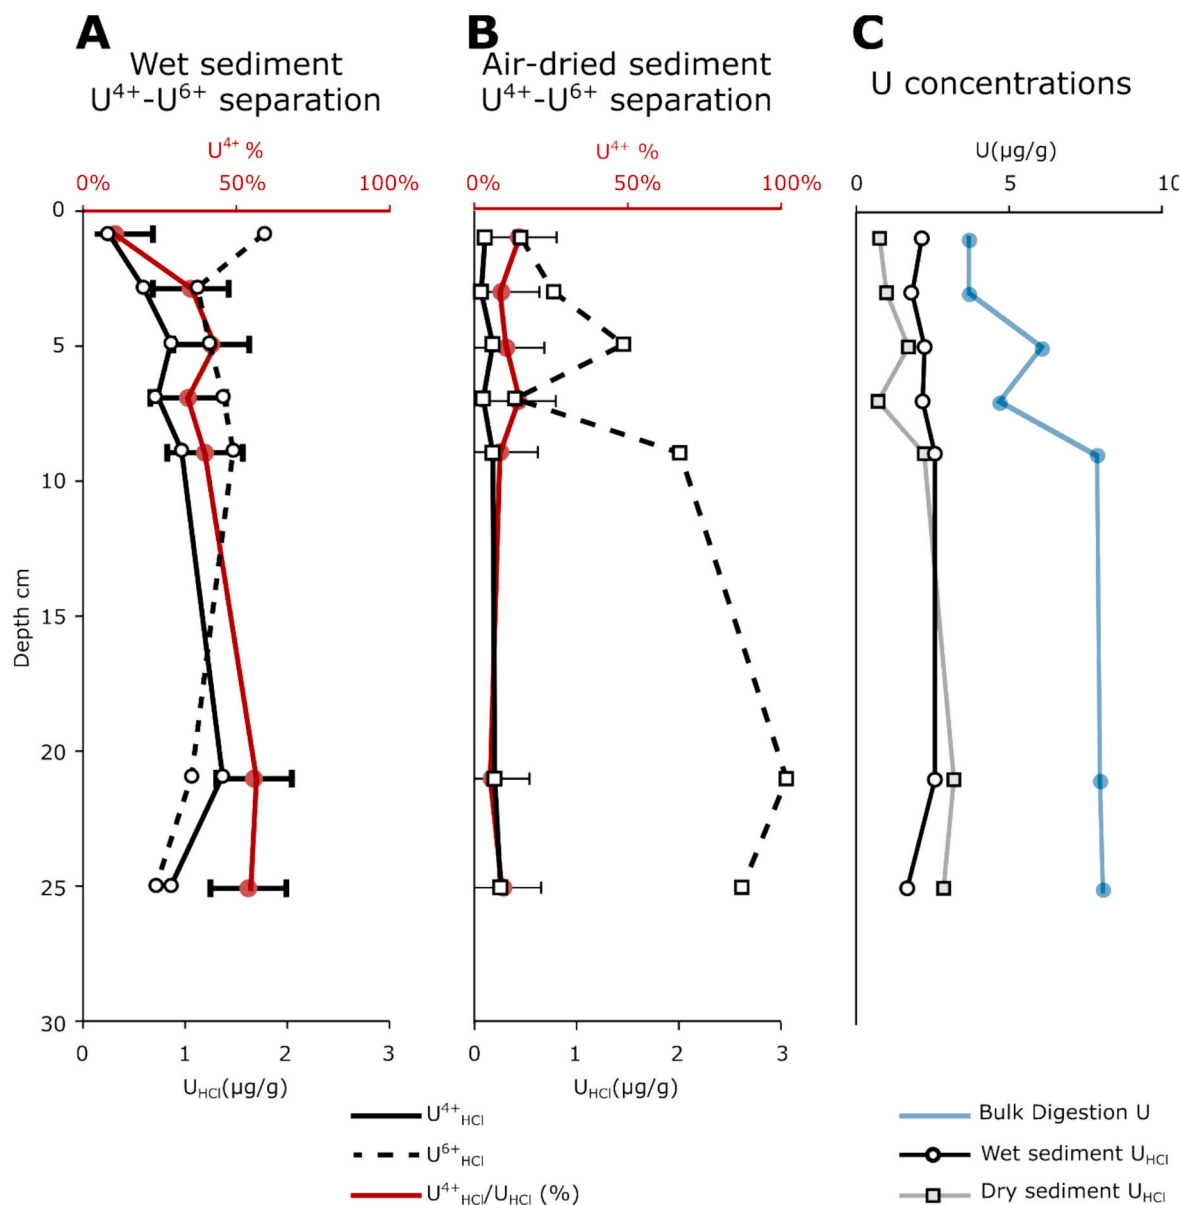 A
B
C
Wet sediment
U⁴⁺-U⁶⁺ separation
Air-dried sediment
U⁴⁺-U⁶⁺ separation
U concentrations
U⁴⁺ %
U⁴⁺ %
U(µg/g)
0% 50% 100%
0% 50% 100%
0 5 10
0
5
10
15
20
25
30
Depth cm
0 1 2 3
0 1 2 3
U_HCl(µg/g)
U_HCl(µg/g)
U⁴⁺_HCl
U⁶⁺_HCl
U⁴⁺_HCl/U_HCl (%)
Bulk Digestion U
Wet sediment U_HCl
Dry sediment U_HCl